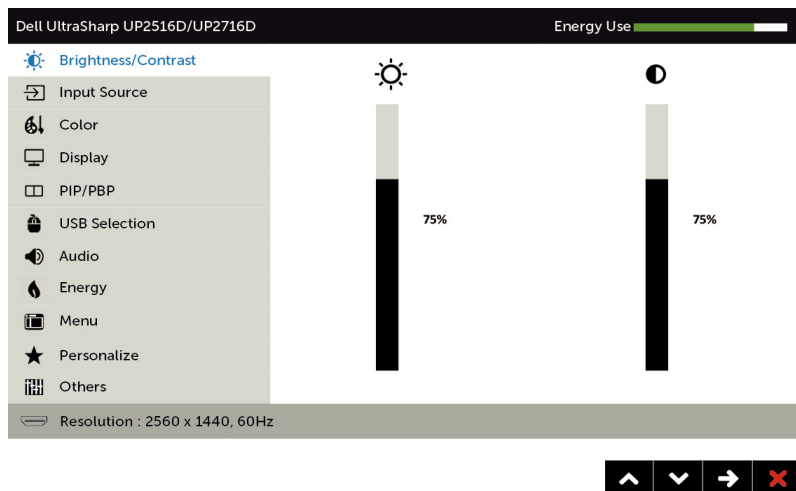 Dell UltraSharp UP2516D/UP2716D Energy Use
Brightness/Contrast
Input Source
Color
Display
PIP/PBP
USB Selection
75% 75%
Audio
Energy
Menu
Personalize
Others
Resolution : 2560 x 1440, 60Hz